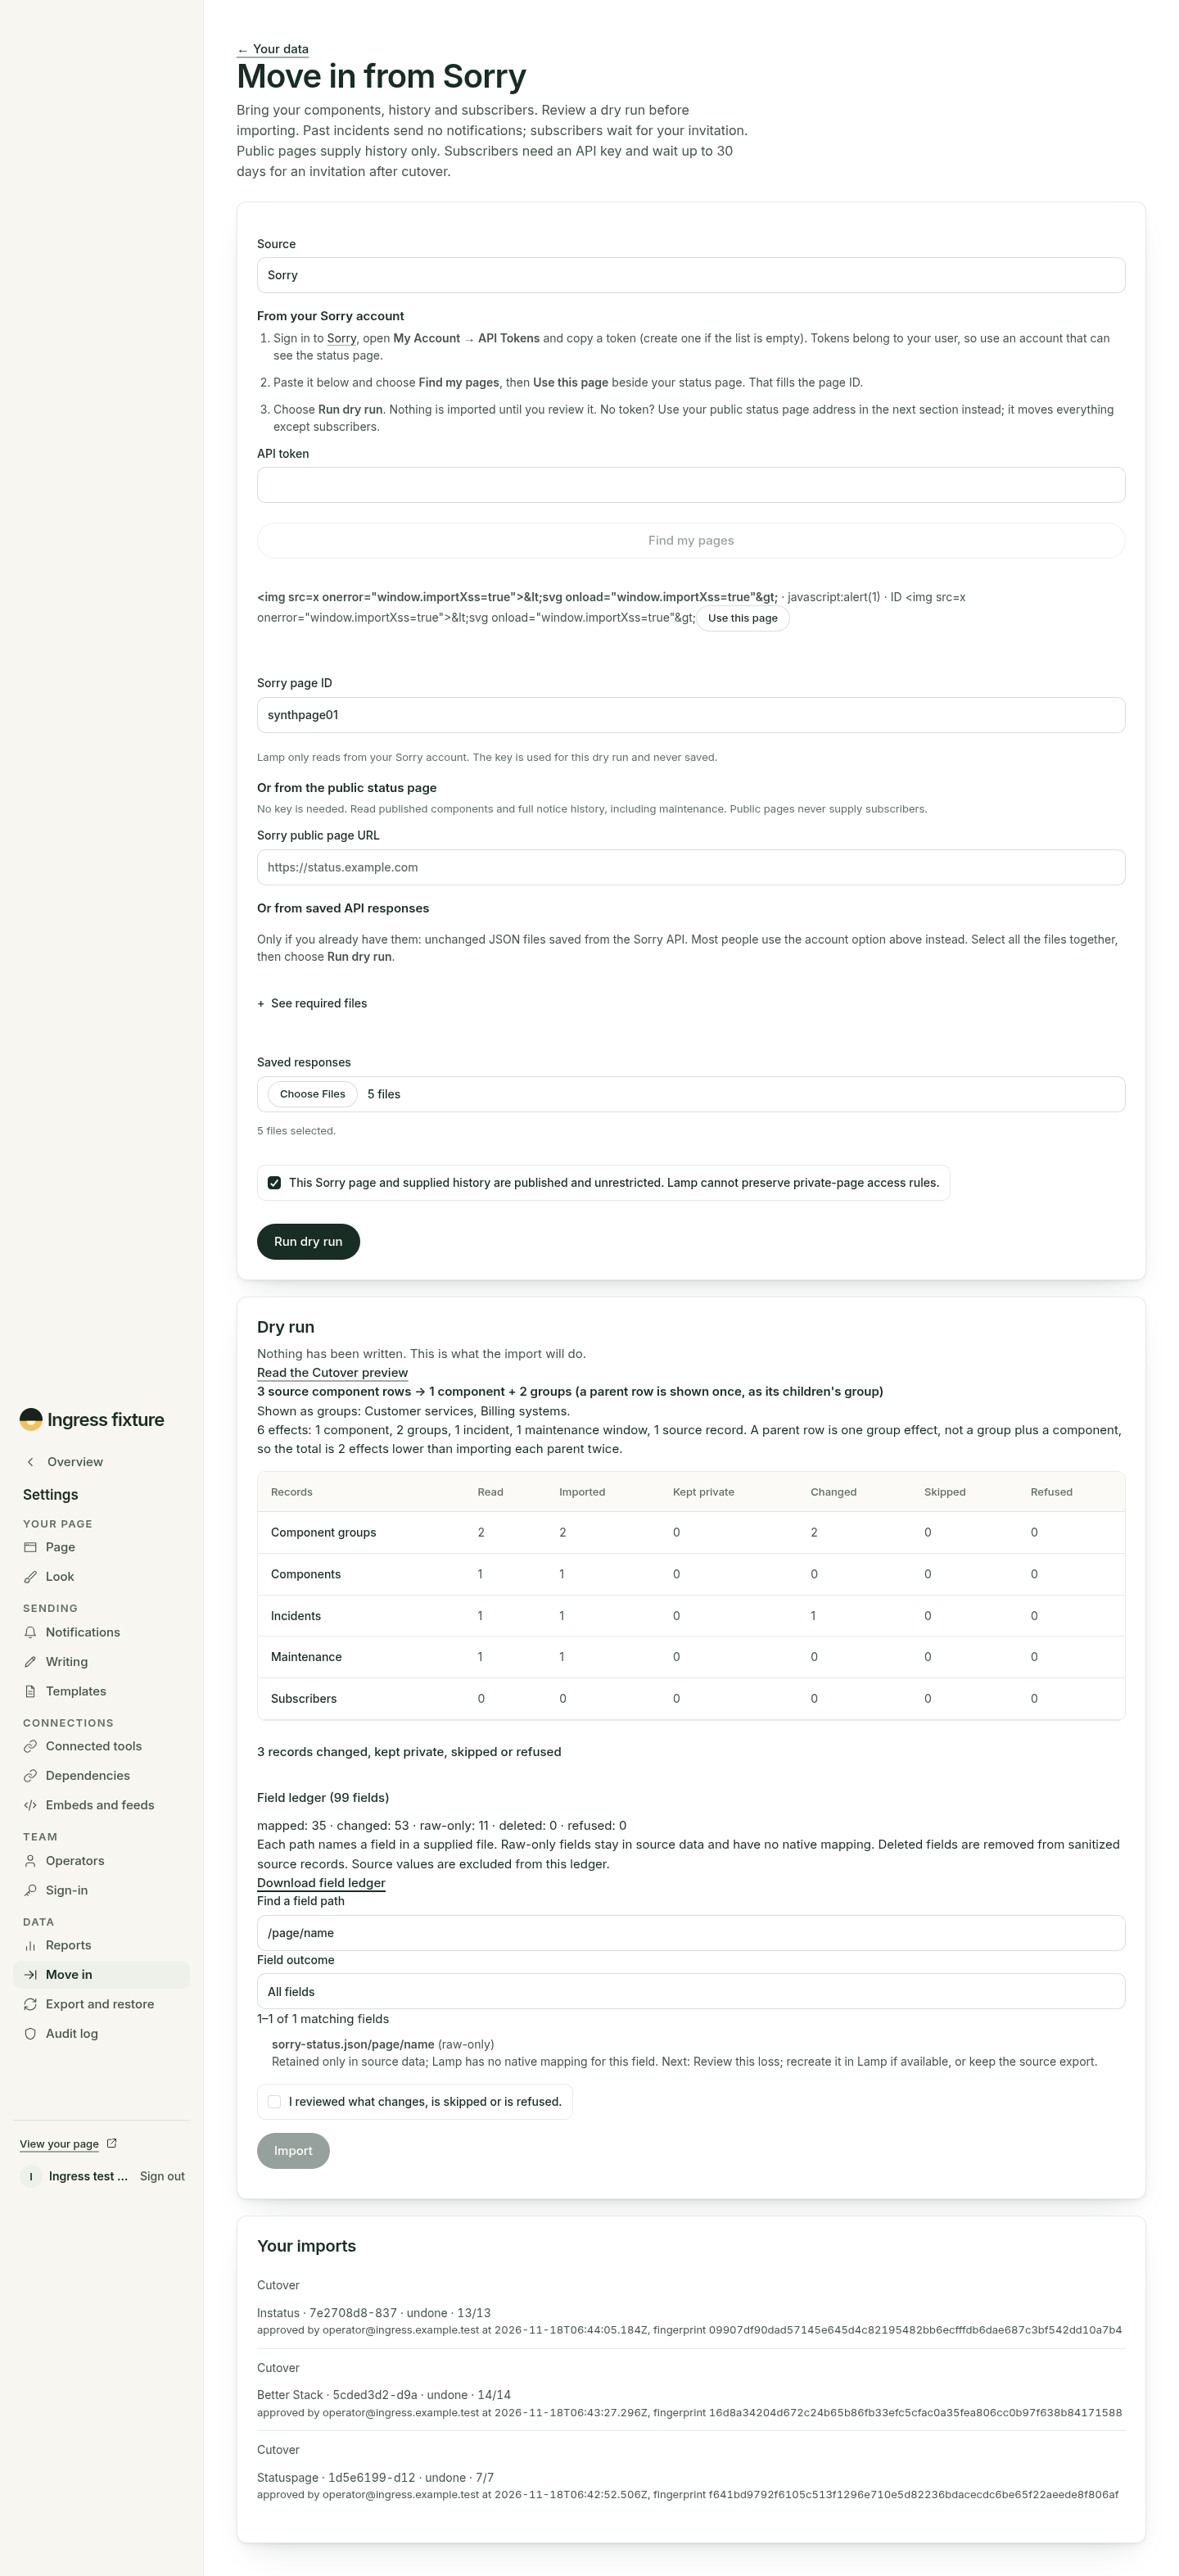 ← Your data
Move in from Sorry
Bring your components, history and subscribers. Review a dry run before
importing. Past incidents send no notifications; subscribers wait for your invitation.
Public pages supply history only. Subscribers need an API key and wait up to 30
days for an invitation after cutover.
Source
Sorry
From your Sorry account
1. Sign in to Sorry, open My Account → API Tokens and copy a token (create one if the list is empty). Tokens belong to your user, so use an account that can
see the status page.
2. Paste it below and choose Find my pages, then Use this page beside your status page. That fills the page ID.
3. Choose Run dry run. Nothing is imported until you review it. No token? Use your public status page address in the next section instead; it moves everything
except subscribers.
API token
Find my pages
<img src=x onerror="window.importXss=true">&lt;svg onload="window.importXss=true"&gt; · javascript:alert(1) · ID <img src=x
onerror="window.importXss=true">&lt;svg onload="window.importXss=true"&gt; Use this page
Sorry page ID
synthpage01
Lamp only reads from your Sorry account. The key is used for this dry run and never saved.
Or from the public status page
No key is needed. Read published components and full notice history, including maintenance. Public pages never supply subscribers.
Sorry public page URL
https://status.example.com
Or from saved API responses
Only if you already have them: unchanged JSON files saved from the Sorry API. Most people use the account option above instead. Select all the files together,
then choose Run dry run.
+ See required files
Saved responses
Choose Files 5 files
5 files selected.
This Sorry page and supplied history are published and unrestricted. Lamp cannot preserve private-page access rules.
Run dry run
Dry run
Nothing has been written. This is what the import will do.
Read the Cutover preview
3 source component rows → 1 component + 2 groups (a parent row is shown once, as its children's group)
Shown as groups: Customer services, Billing systems.
6 effects: 1 component, 2 groups, 1 incident, 1 maintenance window, 1 source record. A parent row is one group effect, not a group plus a component,
so the total is 2 effects lower than importing each parent twice.
Records Read Imported Kept private Changed Skipped Refused
Component groups 2 2 0 2 0 0
Components 1 1 0 0 0 0
Incidents 1 1 0 1 0 0
Maintenance 1 1 0 0 0 0
Subscribers 0 0 0 0 0 0
3 records changed, kept private, skipped or refused
Field ledger (99 fields)
mapped: 35 · changed: 53 · raw-only: 11 · deleted: 0 · refused: 0
Each path names a field in a supplied file. Raw-only fields stay in source data and have no native mapping. Deleted fields are removed from sanitized
source records. Source values are excluded from this ledger.
Download field ledger
Find a field path
/page/name
Field outcome
All fields
1–1 of 1 matching fields
sorry-status.json/page/name (raw-only)
Retained only in source data; Lamp has no native mapping for this field. Next: Review this loss; recreate it in Lamp if available, or keep the source export.
I reviewed what changes, is skipped or is refused.
Import
Your imports
Cutover
Instatus · 7e2708d8-837 · undone · 13/13
approved by operator@ingress.example.test at 2026-11-18T06:44:05.184Z, fingerprint 09907df90dad57145e645d4c82195482bb6ecfffdb6dae687c3bf542dd10a7b4
Cutover
Better Stack · 5cded3d2-d9a · undone · 14/14
approved by operator@ingress.example.test at 2026-11-18T06:43:27.296Z, fingerprint 16d8a34204d672c24b65b86fb33efc5cfac0a35fea806cc0b97f638b84171588
Cutover
Statuspage · 1d5e6199-d12 · undone · 7/7
approved by operator@ingress.example.test at 2026-11-18T06:42:52.506Z, fingerprint f641bd9792f6105c513f1296e710e5d82236bdacecdc6be65f22aeede8f806af
Ingress fixture
Overview
Settings
YOUR PAGE
Page
Look
SENDING
Notifications
Writing
Templates
CONNECTIONS
Connected tools
Dependencies
Embeds and feeds
TEAM
Operators
Sign-in
DATA
Reports
Move in
Export and restore
Audit log
View your page
I Ingress test ... Sign out